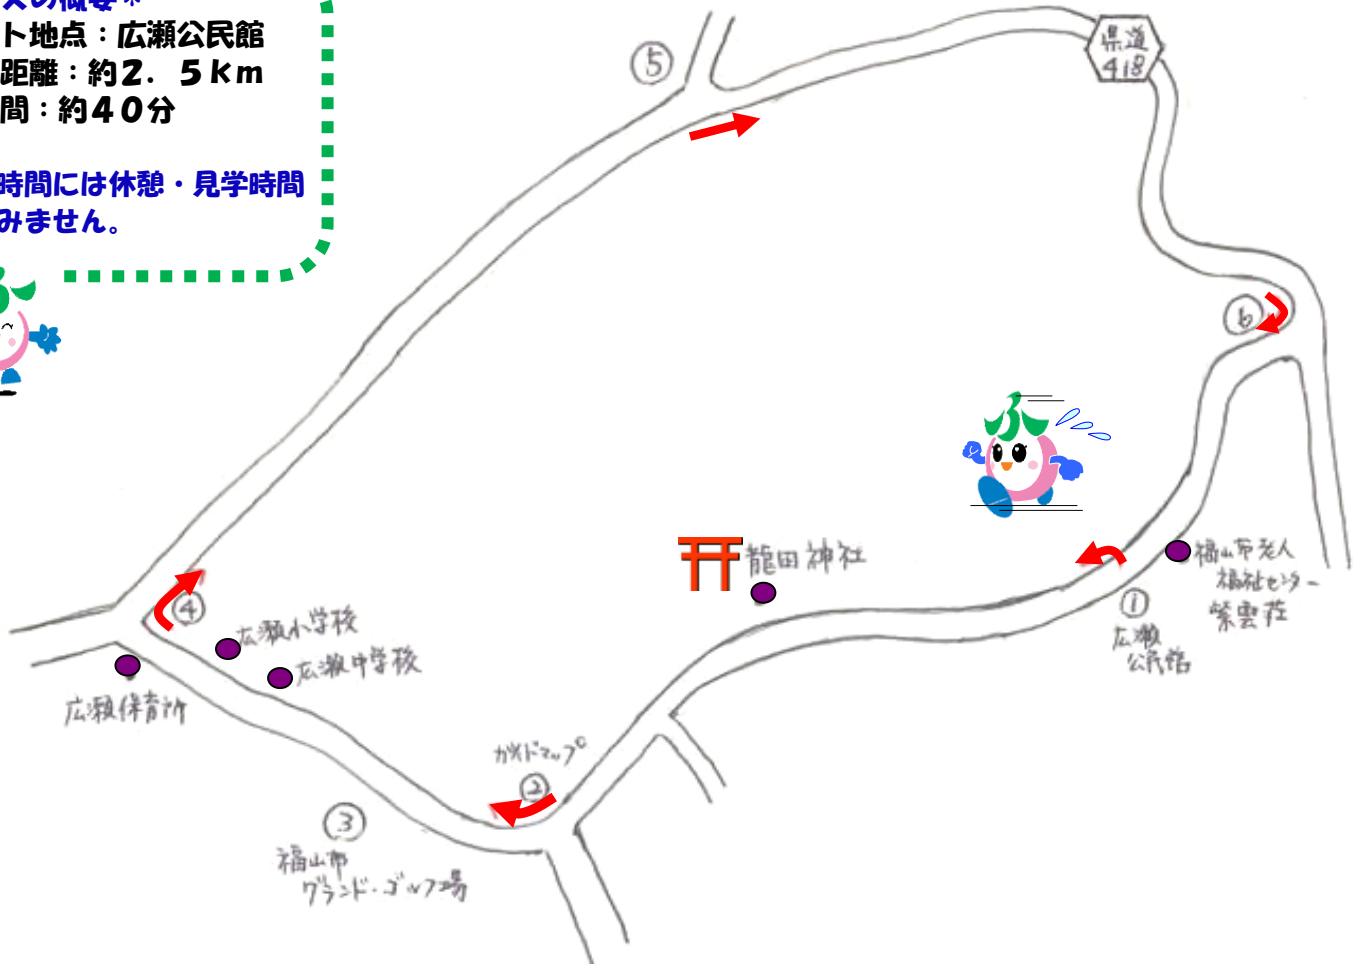 スの概要＊
ト地点：広瀬公民館
距離：約２．５ｋｍ
間：約４０分
時間には休憩・見学時間
みません。
ふ
⑤
県道
418
⑥
ふ
龍田神社
福山市老人
福祉センター
紫雲荘
①
広瀬
公民館
④
広瀬小学校
広瀬中学校
広瀬保育所
ガイドマップ
②
③
福山市
グランド・ゴルフ場